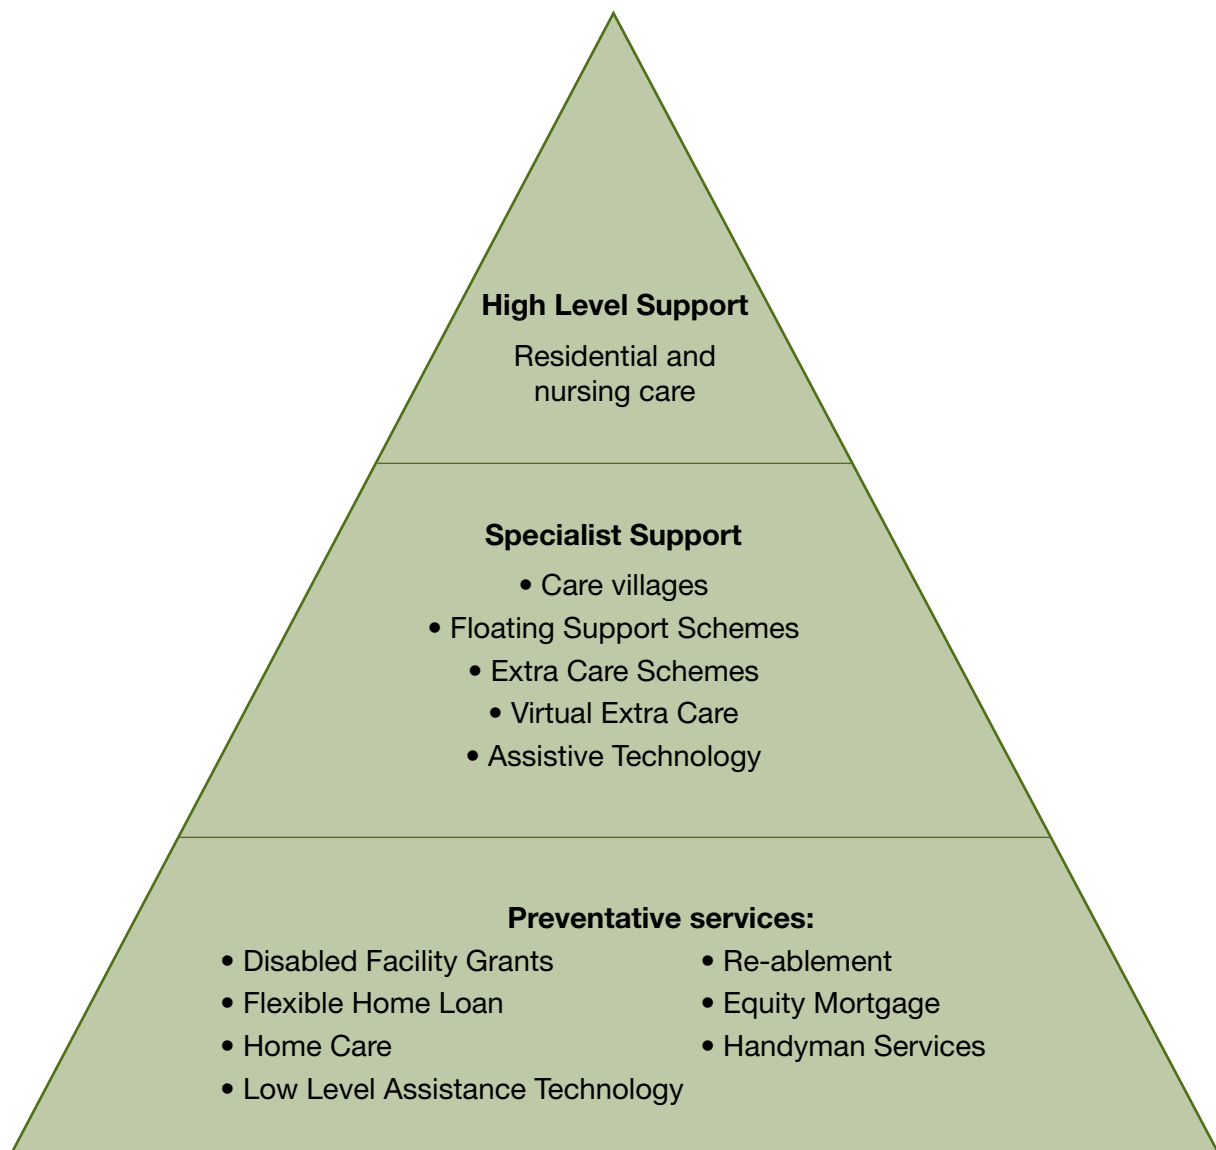 High Level Support
Residential and
nursing care
Specialist Support
• Care villages
• Floating Support Schemes
• Extra Care Schemes
• Virtual Extra Care
• Assistive Technology
Preventative services:
• Disabled Facility Grants
• Flexible Home Loan
• Home Care
• Low Level Assistance Technology
• Re-ablement
• Equity Mortgage
• Handyman Services